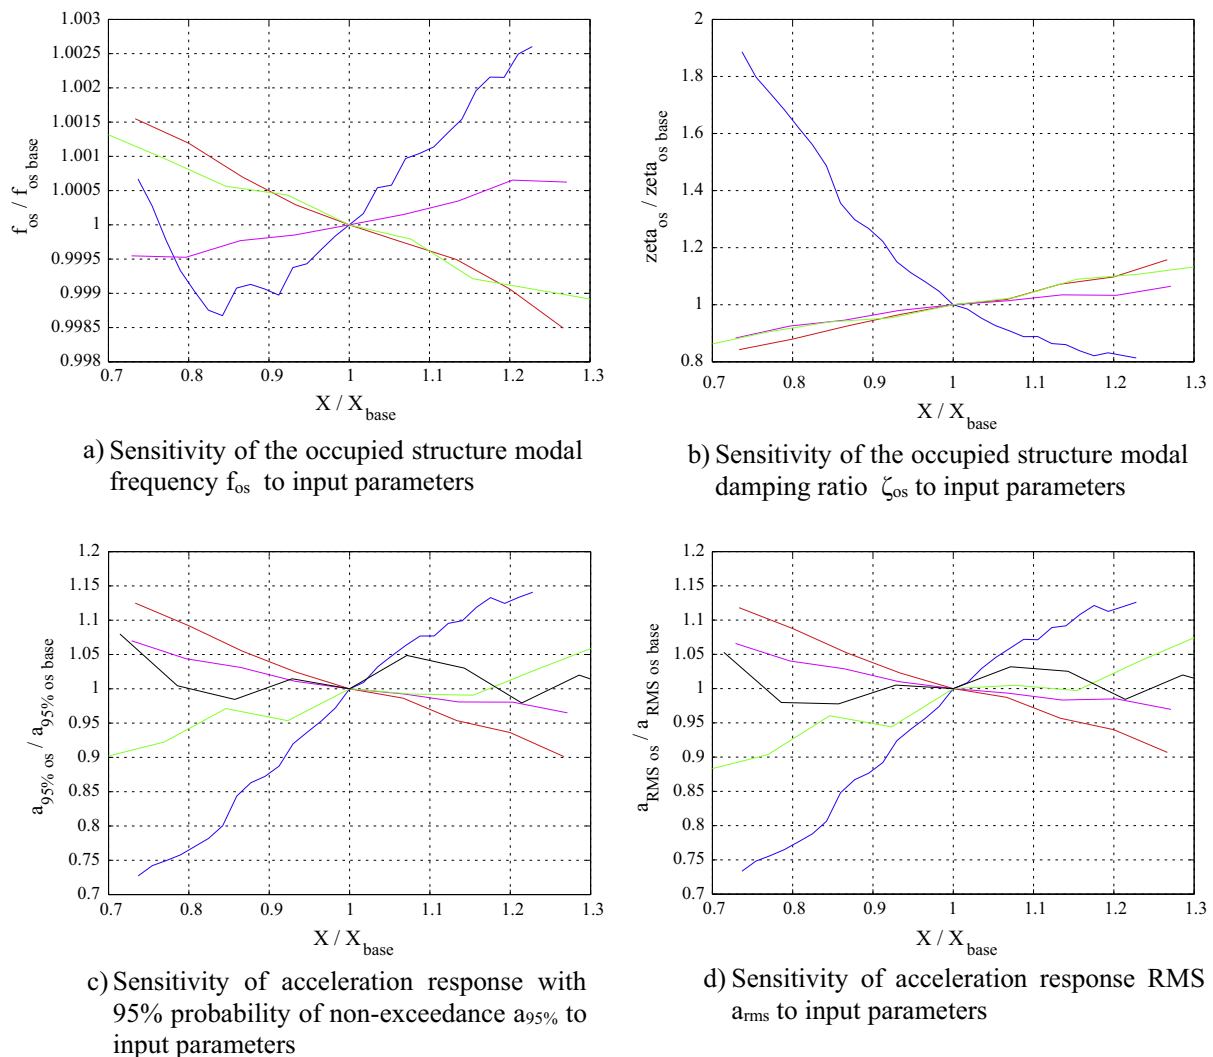 1.003
1.0025
1.002
1.0015
1.001
1.0005
1
0.9995
0.999
0.9985
0.998
f_os / f_os base
0.7 0.8 0.9 1 1.1 1.2 1.3
X / X_base
a) Sensitivity of the occupied structure modal
frequency f_os to input parameters
2
1.8
1.6
1.4
1.2
1
0.8
zeta_os / zeta_os base
0.7 0.8 0.9 1 1.1 1.2 1.3
X / X_base
b) Sensitivity of the occupied structure modal
damping ratio ζ_os to input parameters
1.2
1.15
1.1
1.05
1
0.95
0.9
0.85
0.8
0.75
0.7
a_95% os / a_95% os base
0.7 0.8 0.9 1 1.1 1.2 1.3
X / X_base
c) Sensitivity of acceleration response with
95% probability of non-exceedance a_95% to
input parameters
1.2
1.15
1.1
1.05
1
0.95
0.9
0.85
0.8
0.75
0.7
a_RMS os / a_RMS os base
0.7 0.8 0.9 1 1.1 1.2 1.3
X / X_base
d) Sensitivity of acceleration response RMS
a_rms to input parameters